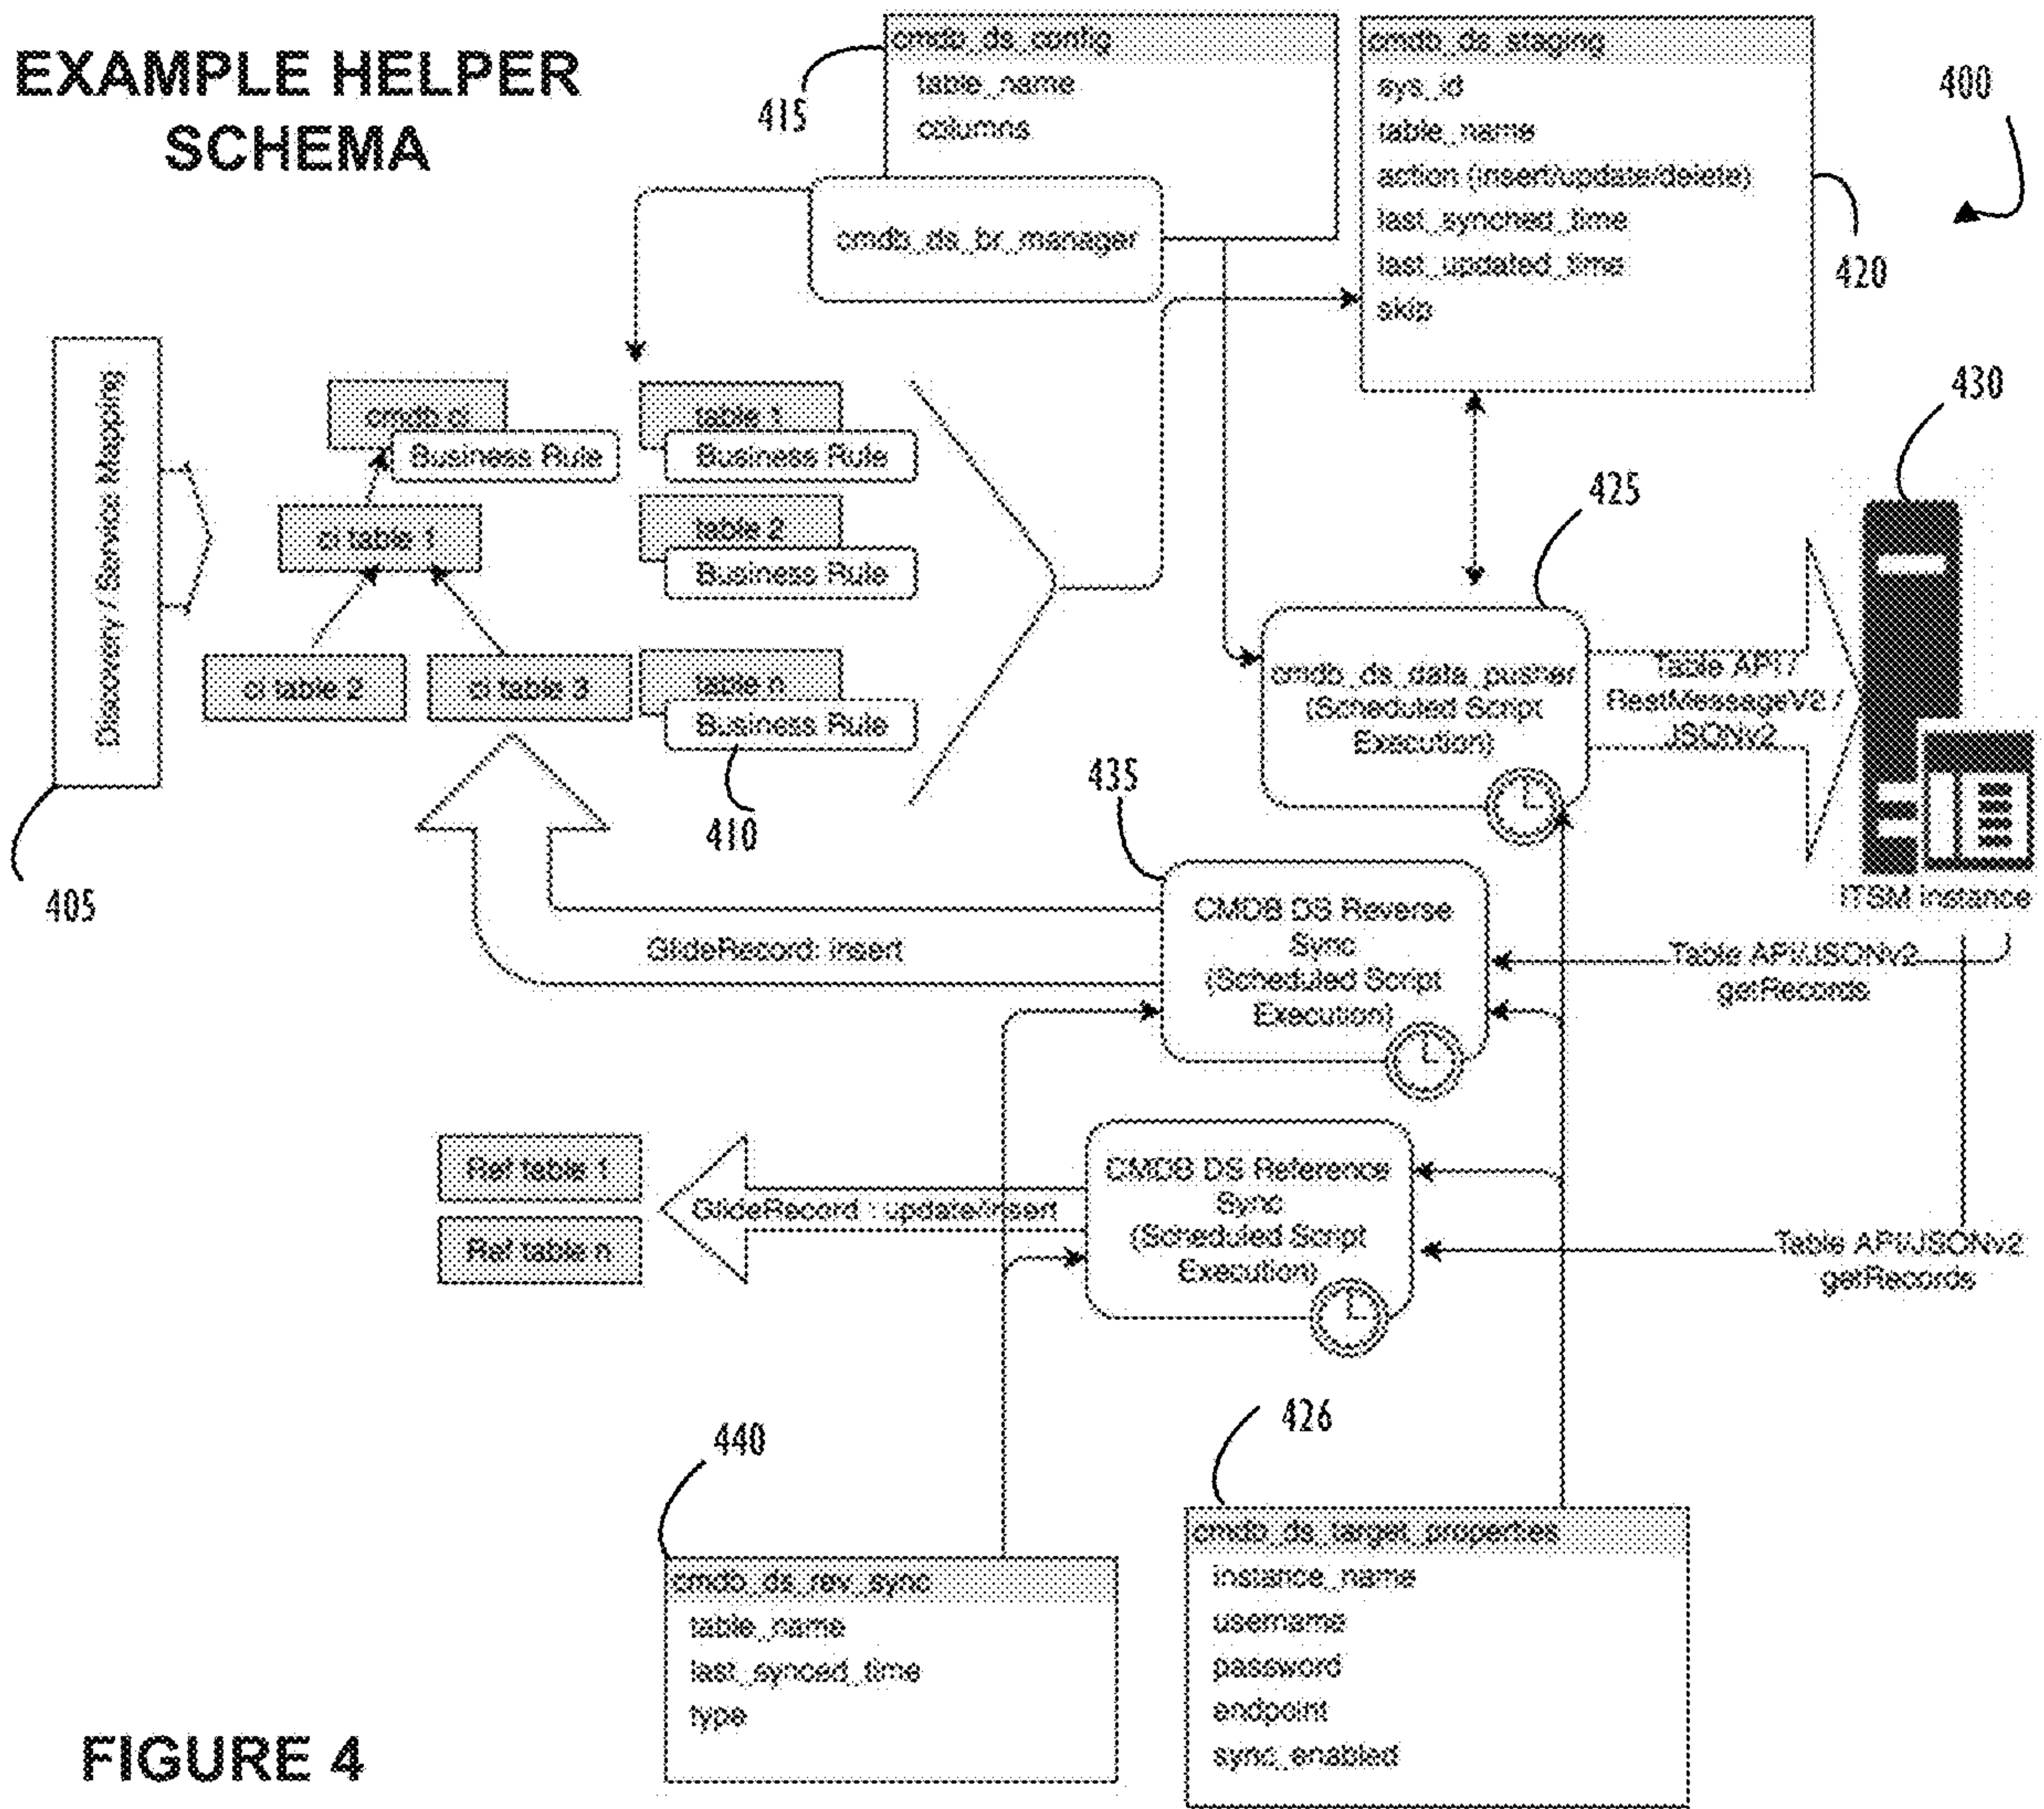 EXAMPLE HELPER
SCHEMA
400
415
cmdb_ds_config
table_name
columns
cmdb_ds_br_manager
cmdb_ds_staging
sys_id
table_name
action (insert/update/delete)
last_synched_time
last_updated_time
skip
420
Discovery / Service Mapping
405
cmdb ci
Business Rule
ci table 1
ci table 2
ci table 3
table 1
Business Rule
table 2
Business Rule
table n
Business Rule
410
425
cmdb_ds_data_pusher
(Scheduled Script
Execution)
Table API /
RestMessageV2 /
JSONv2
430
ITSM instance
435
CMDB DS Reverse
Sync
(Scheduled Script
Execution)
GlideRecord: insert
Table API/JSONv2
getRecords
Ref table 1
Ref table n
GlideRecord : update/insert
CMDB DS Reference
Sync
(Scheduled Script
Execution)
Table API/JSONv2
getRecords
440
cmdb_ds_rev_sync
table_name
last_synced_time
type
426
cmdb_ds_target_properties
instance_name
username
password
endpoint
sync_enabled
FIGURE 4